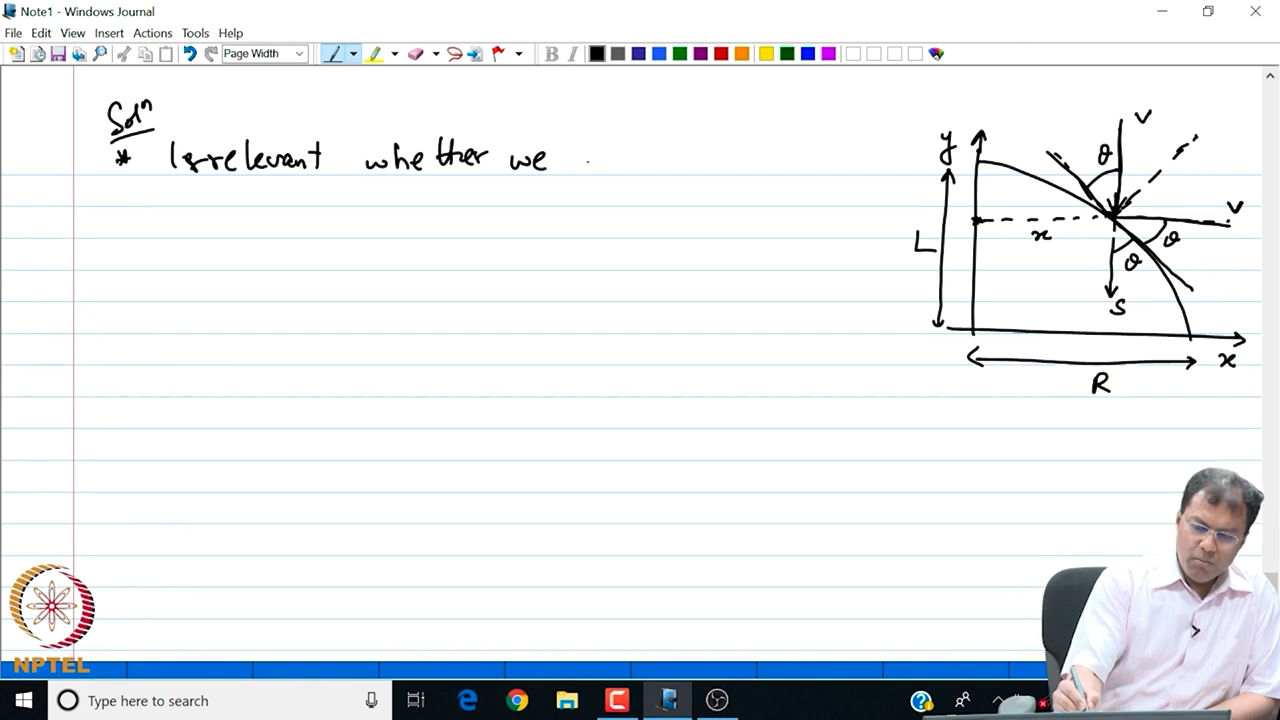 Note1 - Windows Journal
File Edit View Insert Actions Tools Help
Page Width
B I
Solⁿ
* Irrelevant whether we
y
L
x
θ
V
V
θ
θ
S
x
R
NPTEL
Type here to search